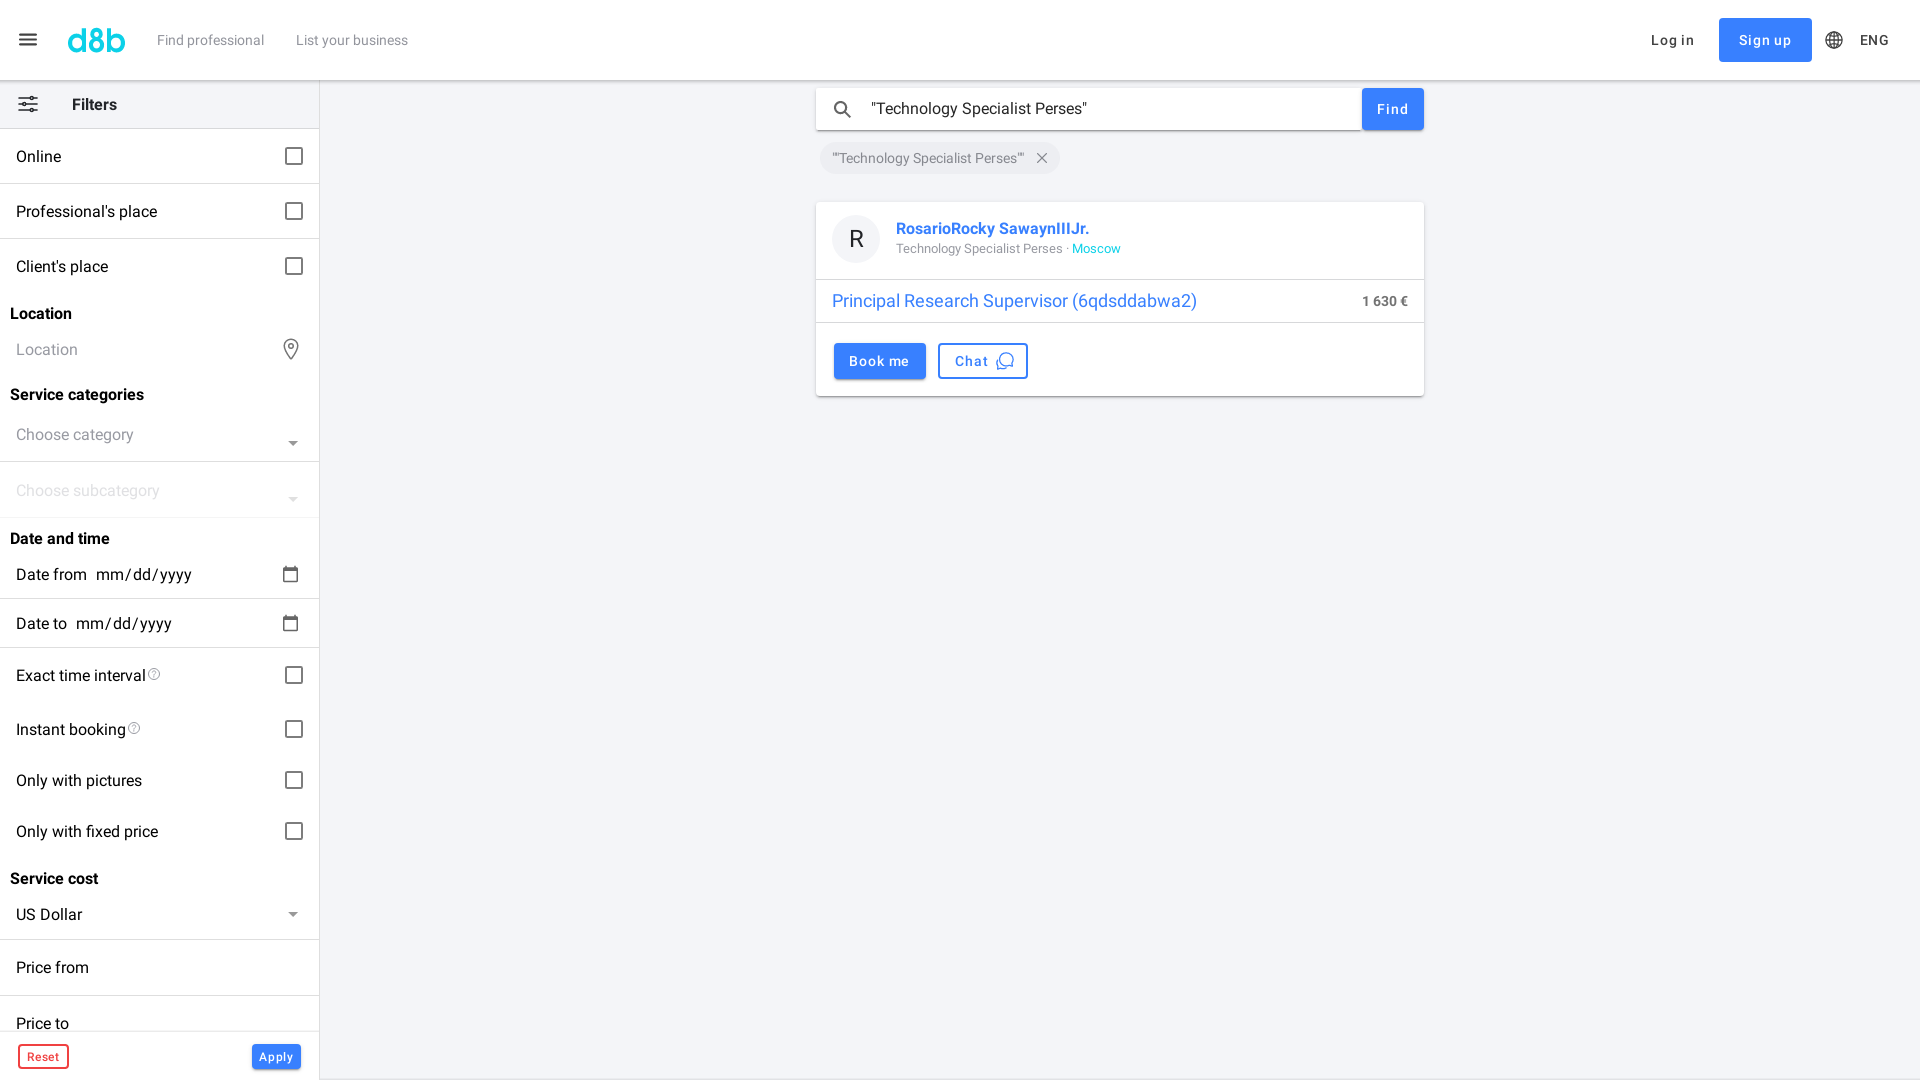 d8b
Find professional
List your business
Log in
Sign up
ENG
Filters
Online
Professional's place
Client's place
Location
Location
Service categories
Choose category
Choose subcategory
Date and time
Date from mm/dd/yyyy
Date to mm/dd/yyyy
Exact time interval
Instant booking
Only with pictures
Only with fixed price
Service cost
US Dollar
Price from
Price to
Reset
Apply
"Technology Specialist Perses"
Find
""Technology Specialist Perses""
R
RosarioRocky SawaynIIIJr.
Technology Specialist Perses · Moscow
Principal Research Supervisor (6qdsddabwa2)
1 630 €
Book me
Chat